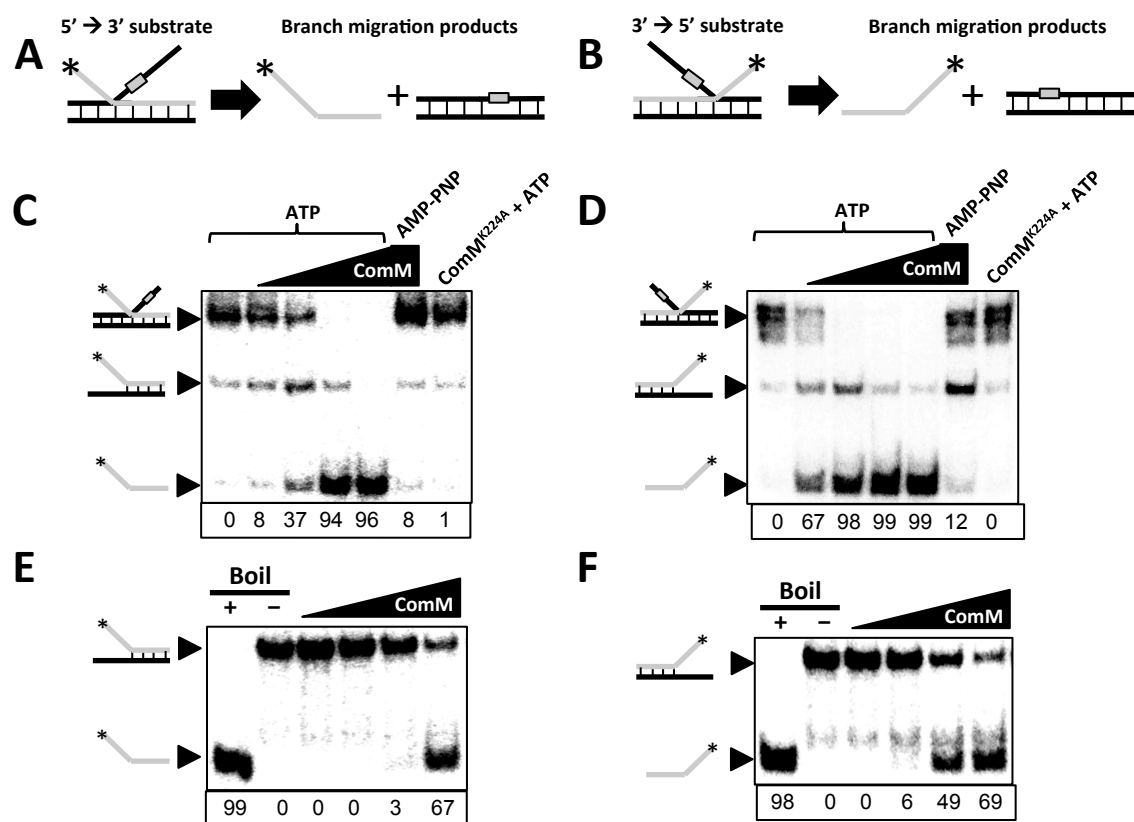 A
5’ → 3’ substrate
Branch migration products
*
*
+
B
3’ → 5’ substrate
Branch migration products
*
*
+
C
ATP
AMP-PNP
ComM^K224A + ATP
ComM
*
*
*
0 8 37 94 96 8 1
D
ATP
AMP-PNP
ComM^K224A + ATP
ComM
*
*
*
0 67 98 99 99 12 0
E
Boil
+ −
ComM
*
*
99 0 0 0 3 67
F
Boil
+ −
ComM
*
*
98 0 0 6 49 69